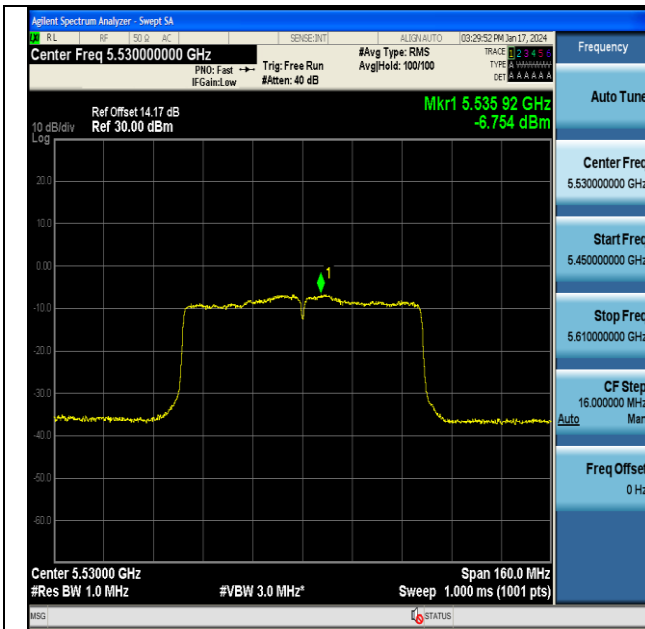 Agilent Spectrum Analyzer - Swept SA
RL RF 50 Ω AC SENSE:INT ALIGN AUTO 03:29:52 PM Jan 17, 2024
Center Freq 5.530000000 GHz
PNO: Fast
IFGain:Low
Trig: Free Run
#Atten: 40 dB
#Avg Type: RMS
Avg|Hold: 100/100
TRACE 1 2 3 4 5 6
TYPE A
DET A A A A A A
Frequency
Mkr1 5.535 92 GHz
-6.754 dBm
Ref Offset 14.17 dB
Ref 30.00 dBm
10 dB/div
Log
20.0
10.0
0.00
-10.0
-20.0
-30.0
-40.0
-50.0
-60.0
1
Auto Tune
Center Freq
5.530000000 GHz
Start Freq
5.450000000 GHz
Stop Freq
5.610000000 GHz
CF Step
16.000000 MHz
Auto Man
Freq Offset
0 Hz
Center 5.53000 GHz Span 160.0 MHz
#Res BW 1.0 MHz #VBW 3.0 MHz* Sweep 1.000 ms (1001 pts)
MSG STATUS